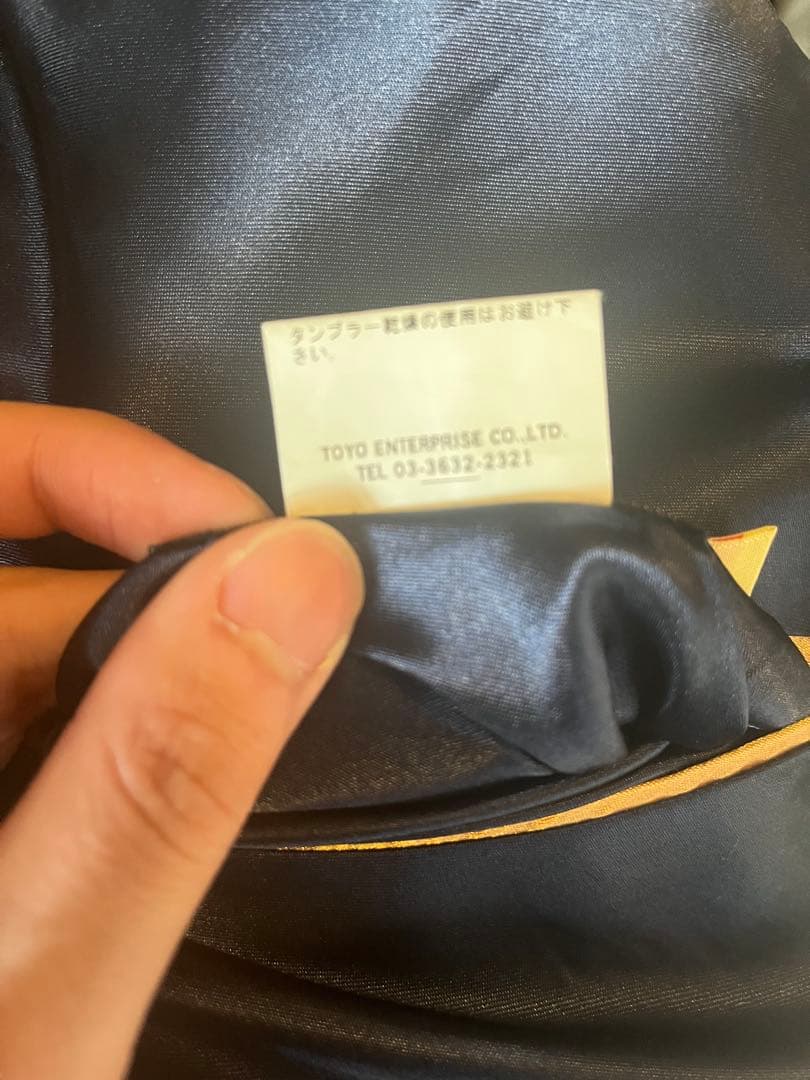 タンブラー乾燥の使用はお避け下
さい。
TOYO ENTERPRISE CO.,LTD.
TEL 03-3632-2321